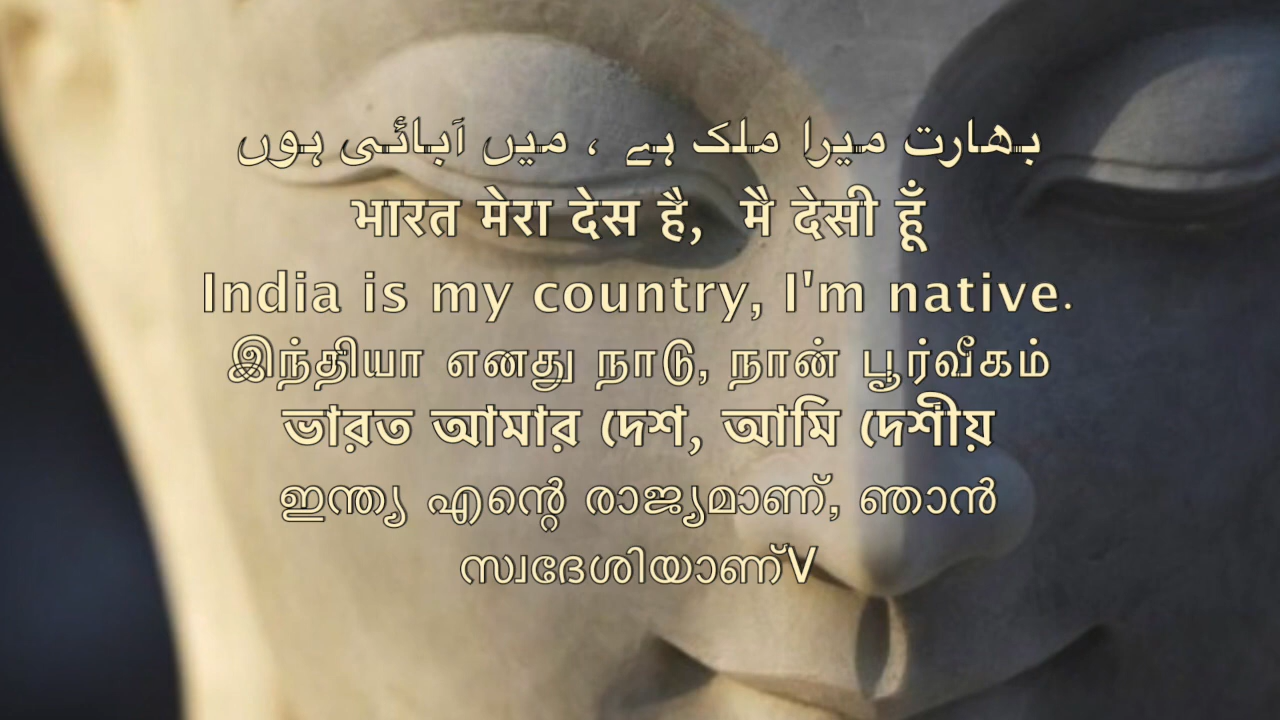 بھارت میرا ملک ہے ، میں آبائی ہوں
भारत मेरा देस है, मै देसी हूँ
India is my country, I'm native.
இந்தியா எனது நாடு, நான் பூர்வீகம்
ভারত আমার দেশ, আমি দেশীয়
ഇന്ത്യ എന്റെ രാജ്യമാണ്, ഞാൻ
സ്വദേശിയാണ്V